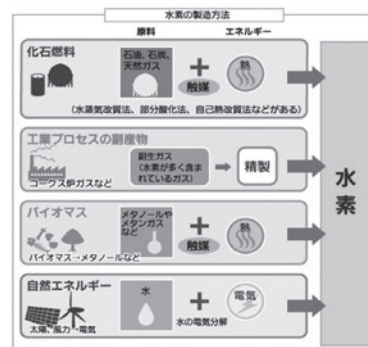 水素の製造方法
原料
エネルギー
化石燃料
石油、石炭、
天然ガス
触媒
熱
(水蒸気改質法、部分酸化法、自己熱改質法などがある)
工業プロセスの副産物
副生ガス
(水素が多く含ま
れているガス)
精製
コークス炉ガスなど
バイオマス
メタノールや
メタンガス
など
触媒
熱
バイオマス→メタノールなど
自然エネルギー
水
電気
太陽、風力→電気
水の電気分解
水素